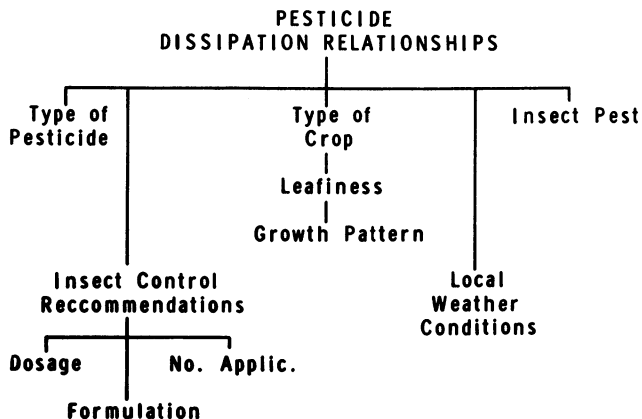 PESTICIDE
DISSIPATION RELATIONSHIPS
Type of
Pesticide
Type of
Crop
Insect Pest
Leafiness
Growth Pattern
Insect Control
Reccommendations
Local
Weather
Conditions
Dosage
No. Applic.
Formulation